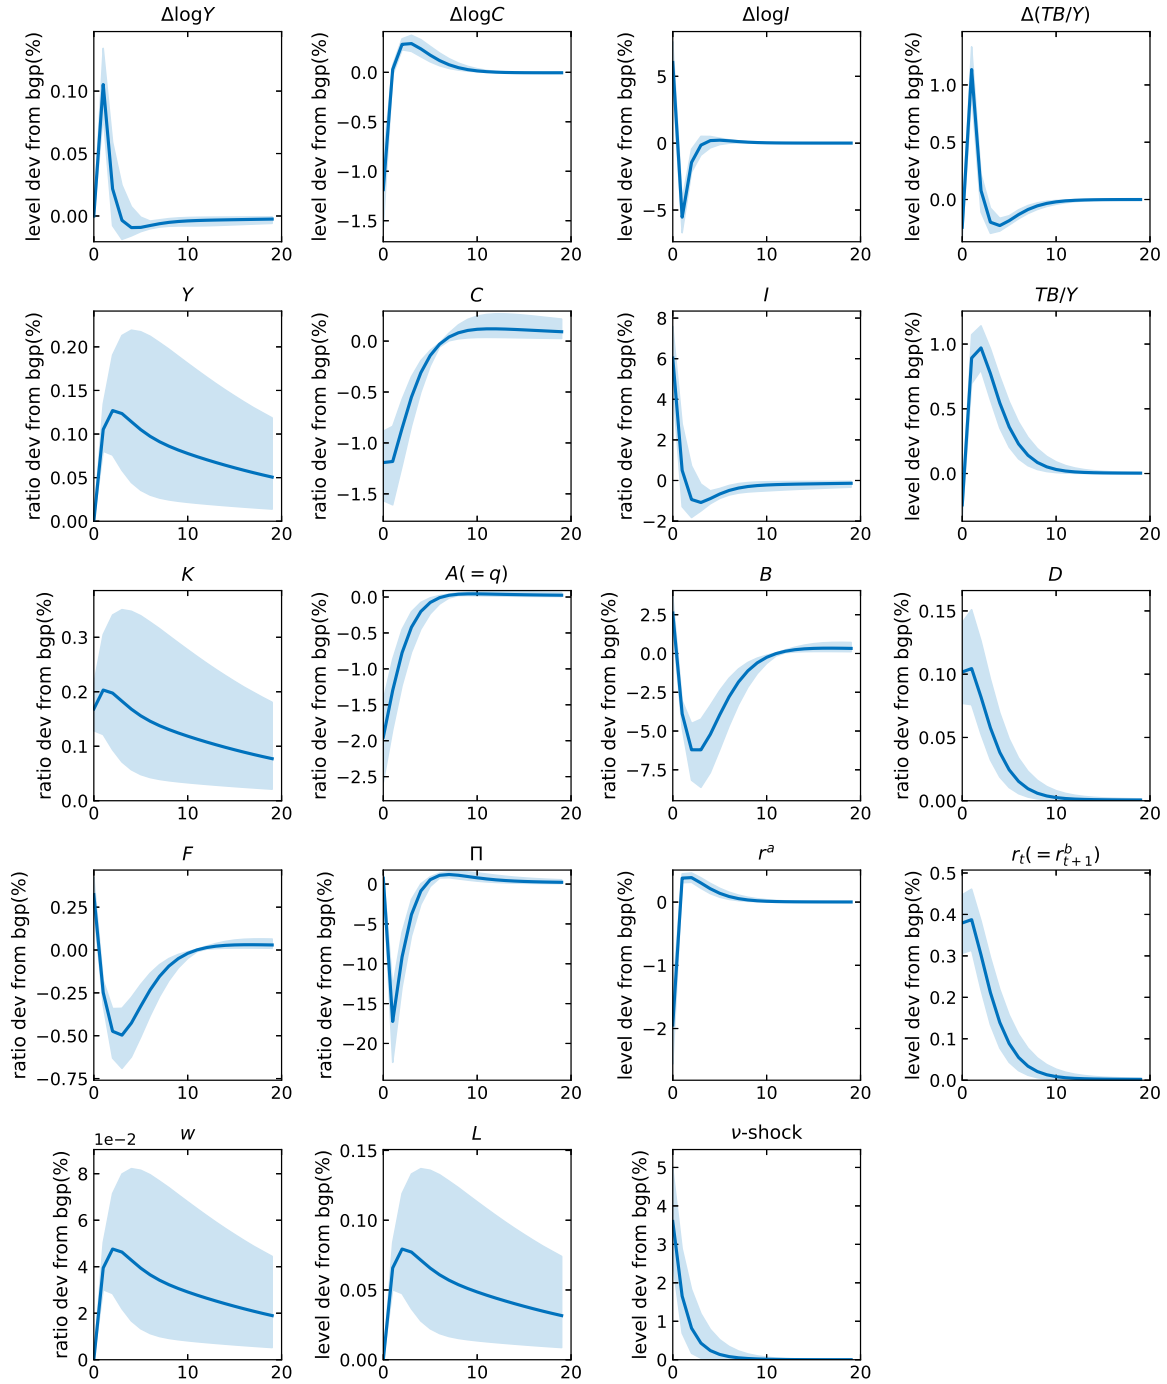 ΔlogY
level dev from bgp(%)
0.10
0.05
0.00
0 10 20
ΔlogC
level dev from bgp(%)
0.0
−0.5
−1.0
−1.5
0 10 20
ΔlogI
level dev from bgp(%)
5
0
−5
0 10 20
Δ(TB/Y)
level dev from bgp(%)
1.0
0.5
0.0
0 10 20
Y
ratio dev from bgp(%)
0.20
0.15
0.10
0.05
0.00
0 10 20
C
ratio dev from bgp(%)
0.0
−0.5
−1.0
−1.5
0 10 20
I
ratio dev from bgp(%)
8
6
4
2
0
−2
0 10 20
TB/Y
level dev from bgp(%)
1.0
0.5
0.0
0 10 20
K
ratio dev from bgp(%)
0.3
0.2
0.1
0.0
0 10 20
A(=q)
ratio dev from bgp(%)
0.0
−0.5
−1.0
−1.5
−2.0
−2.5
0 10 20
B
ratio dev from bgp(%)
2.5
0.0
−2.5
−5.0
−7.5
0 10 20
D
ratio dev from bgp(%)
0.15
0.10
0.05
0.00
0 10 20
F
ratio dev from bgp(%)
0.25
0.00
−0.25
−0.50
−0.75
0 10 20
Π
ratio dev from bgp(%)
0
−5
−10
−15
−20
0 10 20
r^a
level dev from bgp(%)
0
−1
−2
0 10 20
r_t(=r^b_{t+1})
level dev from bgp(%)
0.5
0.4
0.3
0.2
0.1
0.0
0 10 20
w
1e−2
ratio dev from bgp(%)
8
6
4
2
0
0 10 20
L
level dev from bgp(%)
0.15
0.10
0.05
0.00
0 10 20
ν-shock
level dev from bgp(%)
5
4
3
2
1
0
0 10 20